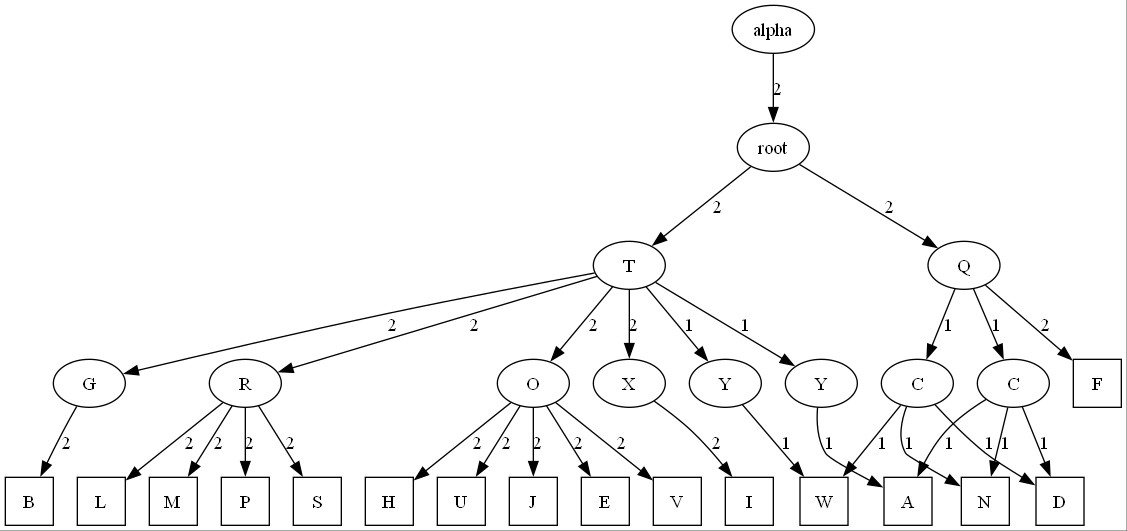 alpha
2
root
2 2
T Q
2 2 2 2 1 1 1 1 2
G R O X Y Y C C F
2 2 2 2 2 2 2 2 2 2 2 1 1 1 1 1 1 1 1
B L M P S H U J E V I W A N D